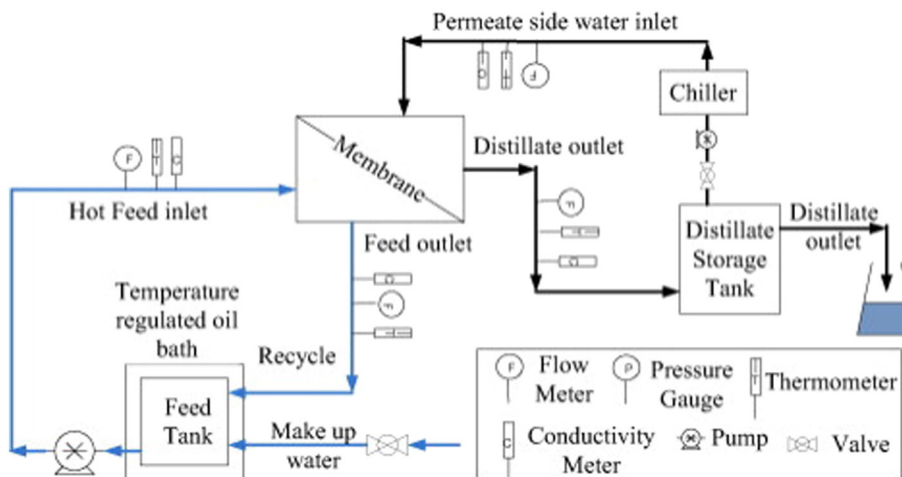 Permeate side water inlet
C
T
F
Chiller
F
T
C
Membrane
Distillate outlet
Hot Feed inlet
Feed outlet
F
T
C
Distillate
Storage
Tank
Distillate
outlet
C
F
T
Temperature
regulated oil
bath
Recycle
Feed
Tank
Make up
water
F
Flow
Meter
P
Pressure
Gauge
T
Thermometer
C
Conductivity
Meter
Pump
Valve